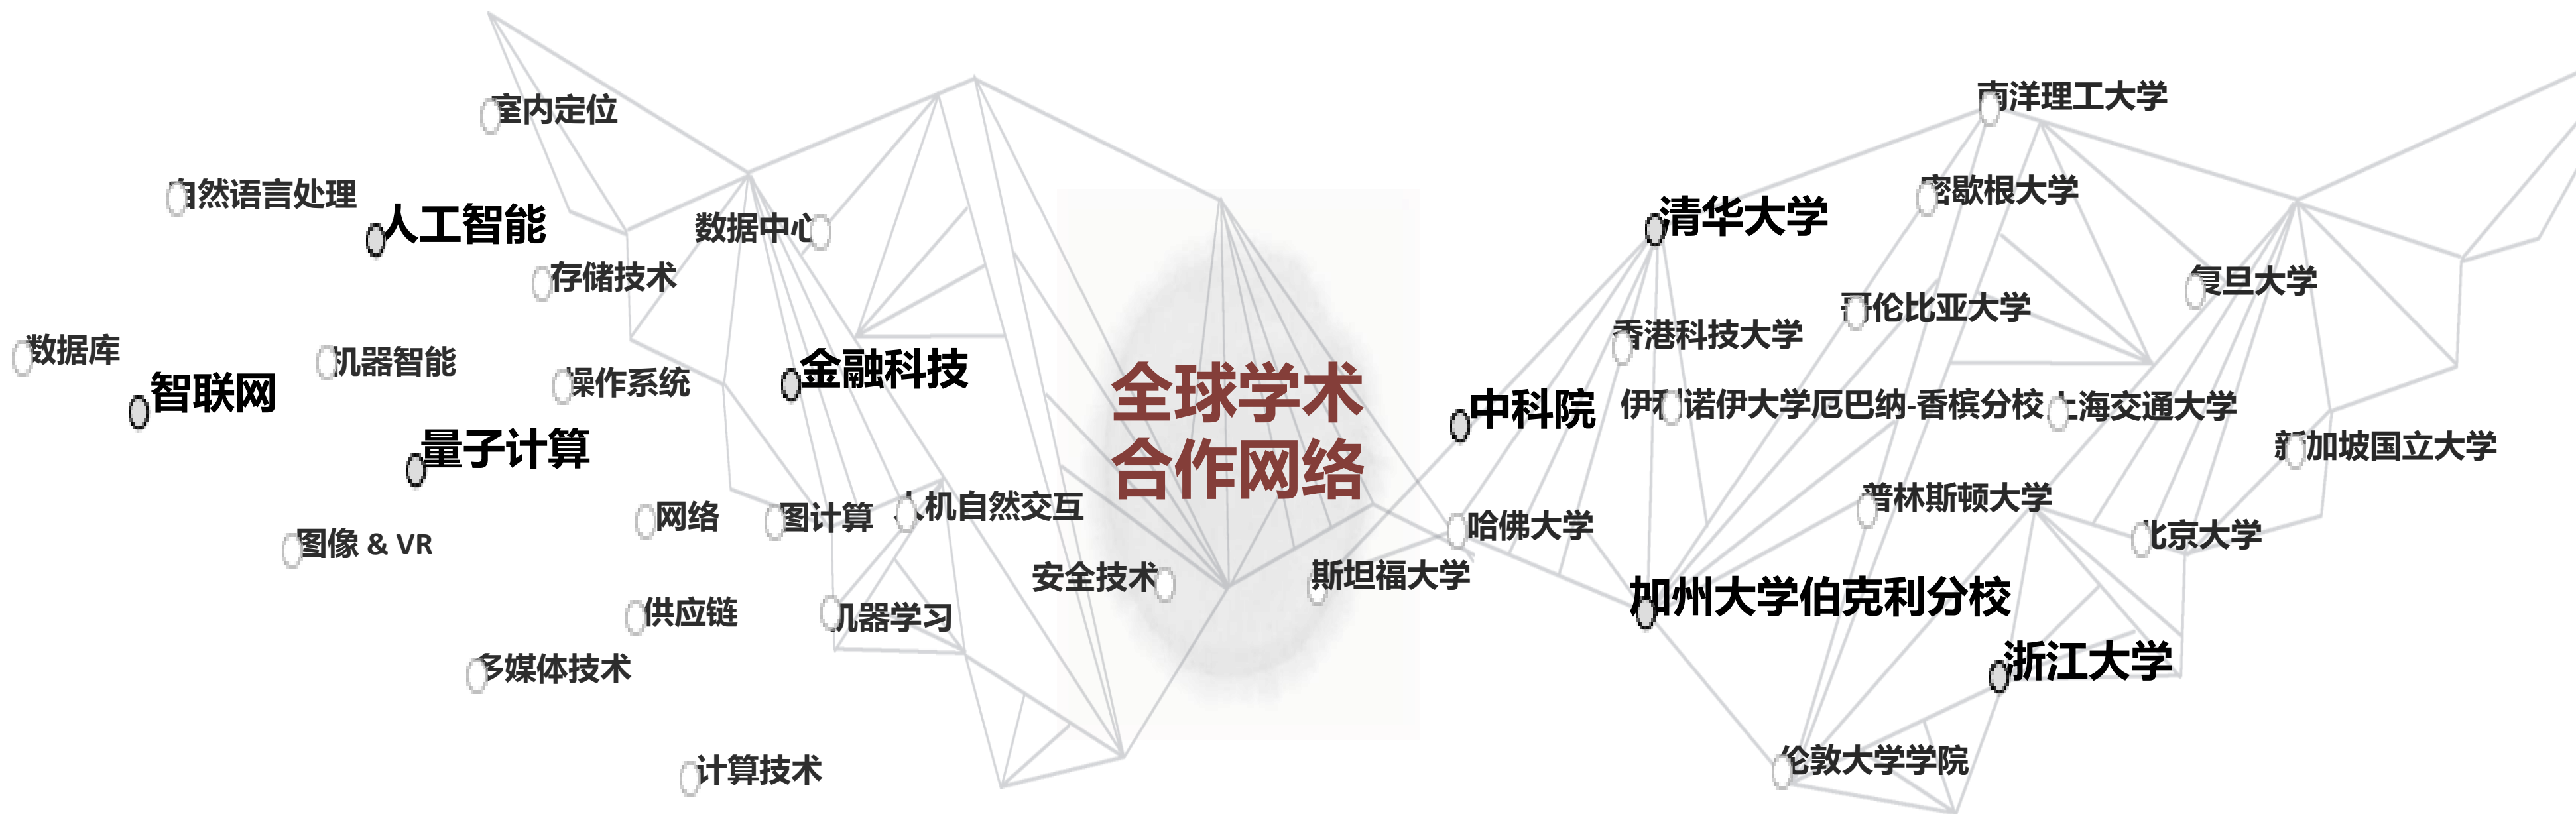 室内定位
自然语言处理
人工智能
数据中心
存储技术
数据库
机器智能
智联网
操作系统
金融科技
量子计算
网络
图计算
人机自然交互
图像 & VR
安全技术
供应链
机器学习
多媒体技术
计算技术
全球学术
合作网络
南洋理工大学
密歇根大学
清华大学
复旦大学
哥伦比亚大学
香港科技大学
中科院
伊利诺伊大学厄巴纳-香槟分校
上海交通大学
新加坡国立大学
普林斯顿大学
哈佛大学
北京大学
斯坦福大学
加州大学伯克利分校
浙江大学
伦敦大学学院